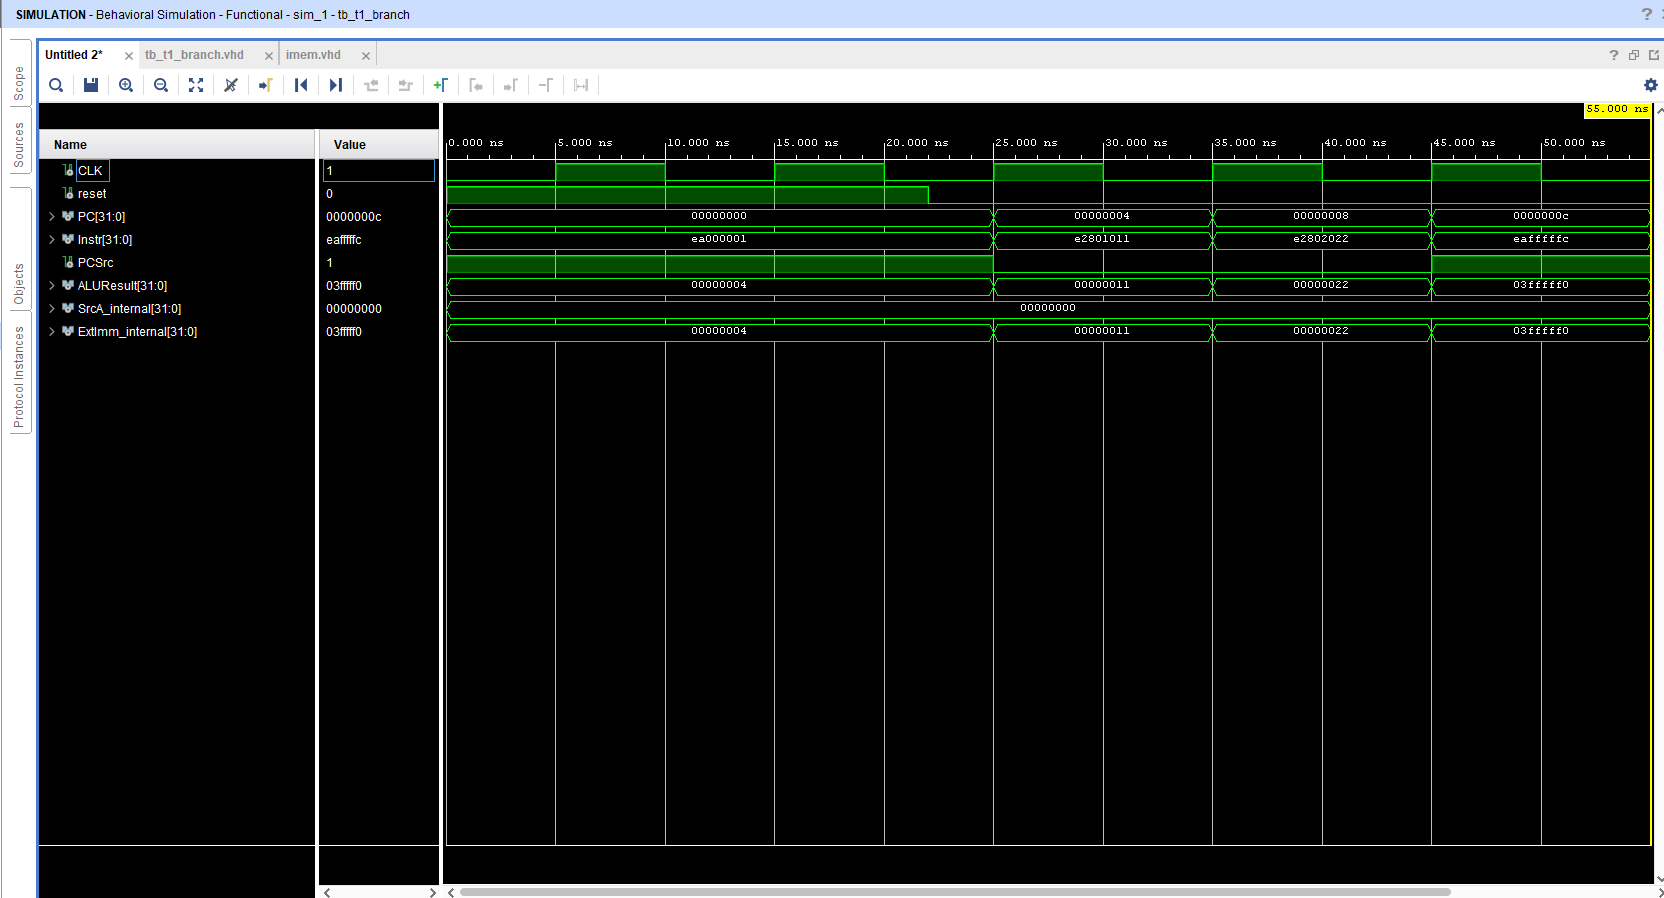 SIMULATION - Behavioral Simulation - Functional - sim_1 - tb_t1_branch
Untitled 2* tb_t1_branch.vhd imem.vhd
Scope
Sources
Objects
Protocol Instances
55.000 ns
Name Value
0.000 ns 5.000 ns 10.000 ns 15.000 ns 20.000 ns 25.000 ns 30.000 ns 35.000 ns 40.000 ns 45.000 ns 50.000 ns
CLK 1
reset 0
PC[31:0] 0000000c 00000000 00000004 00000008 0000000c
Instr[31:0] eafffffc ea000001 e2801011 e2802022 eafffffc
PCSrc 1
ALUResult[31:0] 03fffff0 00000004 00000011 00000022 03fffff0
SrcA_internal[31:0] 00000000 00000000
ExtImm_internal[31:0] 03fffff0 00000004 00000011 00000022 03fffff0